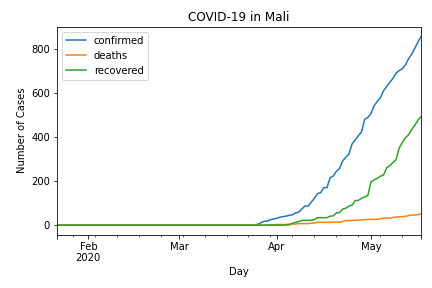 COVID-19 in Mali
confirmed
deaths
recovered
Number of Cases
800
600
400
200
0
Feb
2020
Mar
Apr
May
Day